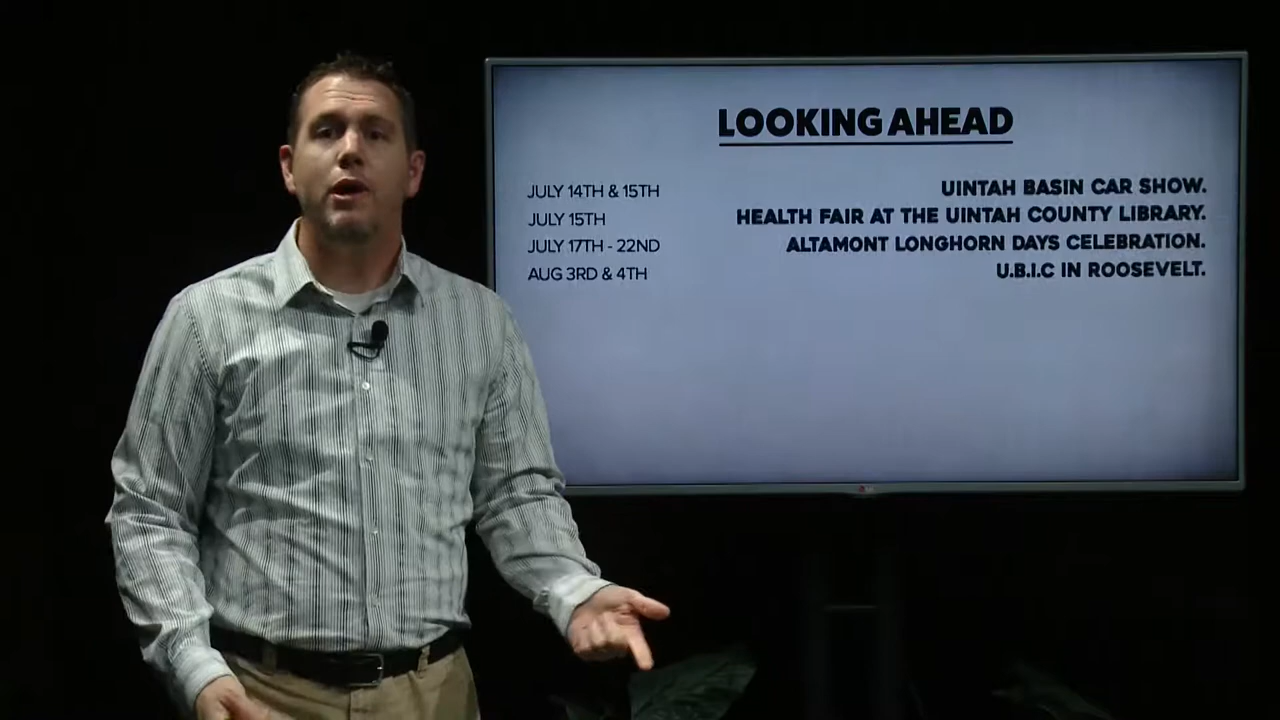 LOOKING AHEAD
JULY 14TH & 15TH UINTAH BASIN CAR SHOW.
JULY 15TH HEALTH FAIR AT THE UINTAH COUNTY LIBRARY.
JULY 17TH - 22ND ALTAMONT LONGHORN DAYS CELEBRATION.
AUG 3RD & 4TH U.B.I.C IN ROOSEVELT.